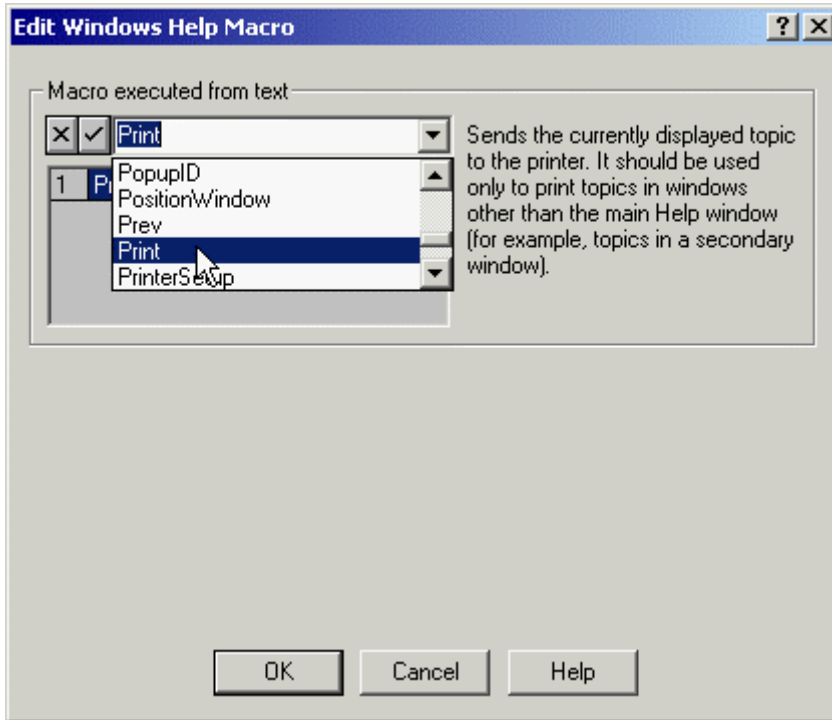 Edit Windows Help Macro
Macro executed from text
Print
1
PopupID
PositionWindow
Prev
Print
PrinterSetup
Sends the currently displayed topic
to the printer. It should be used
only to print topics in windows
other than the main Help window
(for example, topics in a secondary
window).
OK Cancel Help